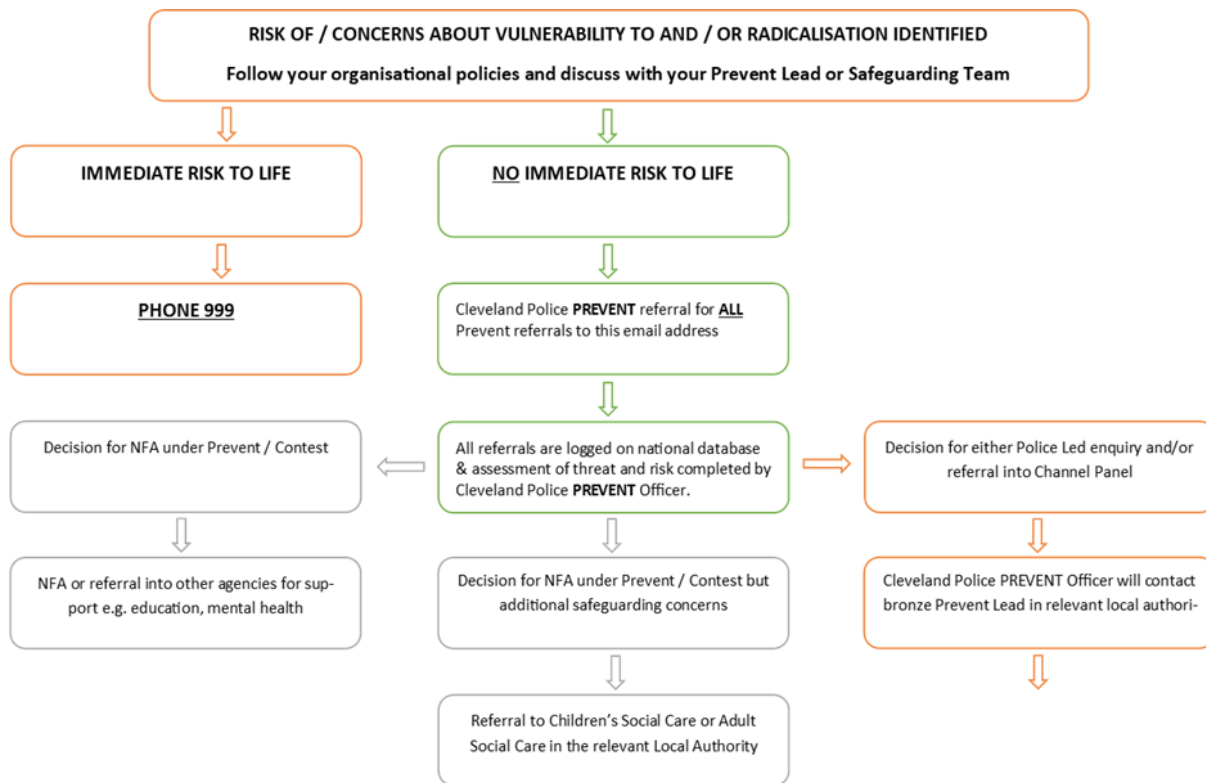 RISK OF / CONCERNS ABOUT VULNERABILITY TO AND / OR RADICALISATION IDENTIFIED
Follow your organisational policies and discuss with your Prevent Lead or Safeguarding Team
IMMEDIATE RISK TO LIFE
NO IMMEDIATE RISK TO LIFE
PHONE 999
Cleveland Police PREVENT referral for ALL
Prevent referrals to this email address
Decision for NFA under Prevent / Contest
All referrals are logged on national database
& assessment of threat and risk completed by
Cleveland Police PREVENT Officer.
Decision for either Police Led enquiry and/or
referral into Channel Panel
NFA or referral into other agencies for sup-
port e.g. education, mental health
Decision for NFA under Prevent / Contest but
additional safeguarding concerns
Cleveland Police PREVENT Officer will contact
bronze Prevent Lead in relevant local authori-
Referral to Children's Social Care or Adult
Social Care in the relevant Local Authority